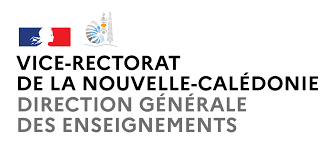 VICE-RECTORAT
DE LA NOUVELLE-CALÉDONIE
DIRECTION GÉNÉRALE
DES ENSEIGNEMENTS